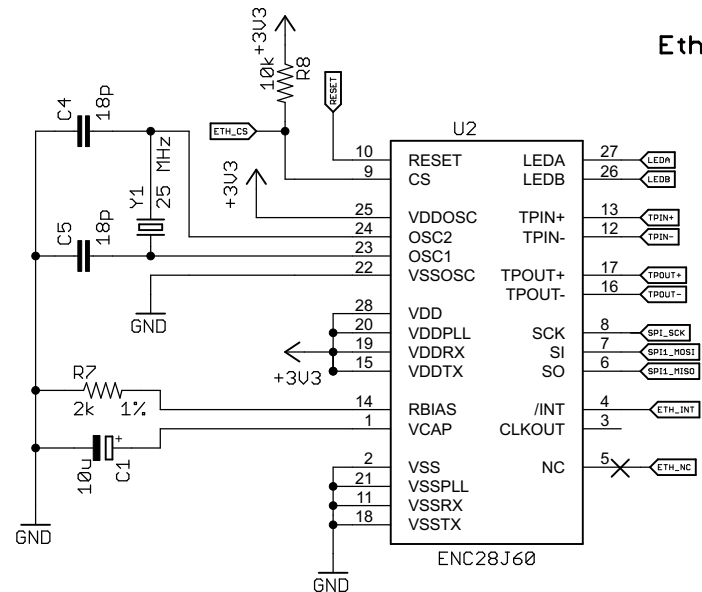 Eth
+3V3
10k
R8
RESET
ETH_CS
C4
18p
Y1
25 MHz
C5
18p
+3V3
GND
+3V3
R7
2k 1%
10u
+
C1
GND
GND
U2
10 RESET LEDA 27 LEDA
9 CS LEDB 26 LEDB
25 VDDOSC TPIN+ 13 TPIN+
24 OSC2 TPIN- 12 TPIN-
23 OSC1
22 VSSOSC TPOUT+ 17 TPOUT+
TPOUT- 16 TPOUT-
28 VDD
20 VDDPLL SCK 8 SPI_SCK
19 VDDRX SI 7 SPI1_MOSI
15 VDDTX SO 6 SPI1_MISO
14 RBIAS /INT 4 ETH_INT
1 VCAP CLKOUT 3
2 VSS NC 5 ETH_NC
21 VSSPLL
11 VSSRX
18 VSSTX
ENC28J60